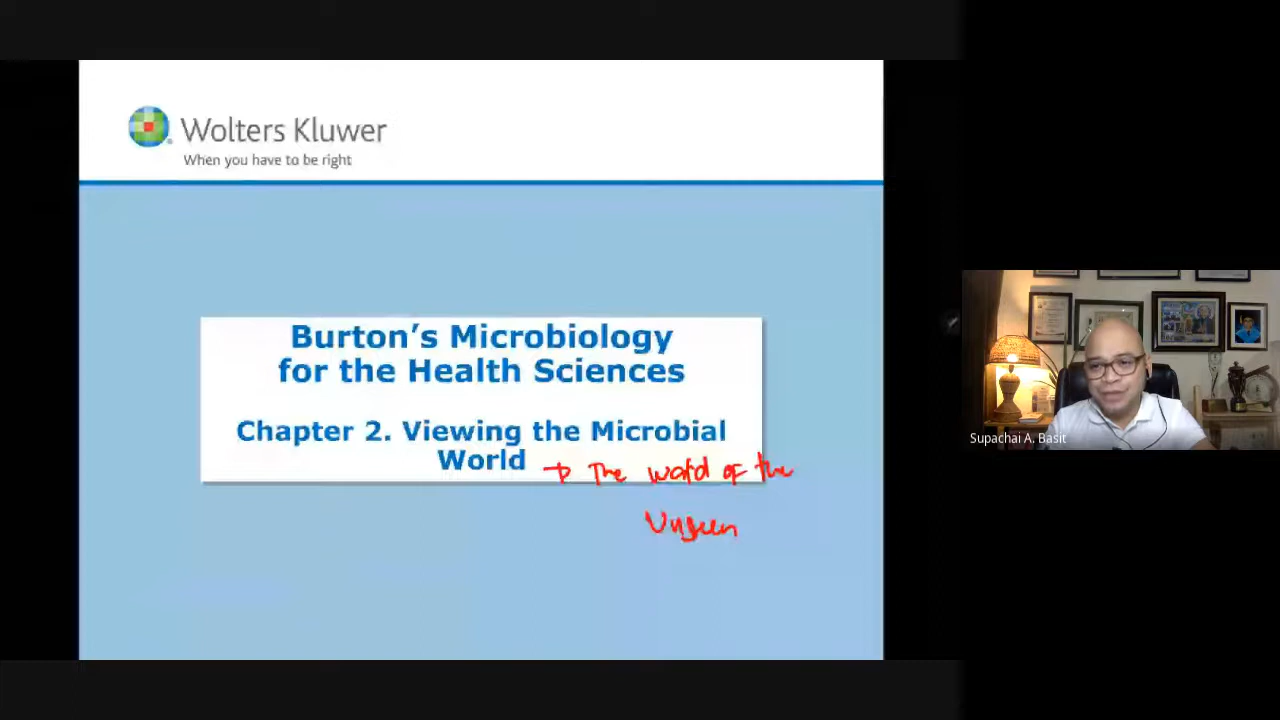 Wolters Kluwer
When you have to be right
Burton's Microbiology
for the Health Sciences
Chapter 2. Viewing the Microbial
World
→ The world of the
Unseen
Supachai A. Basit